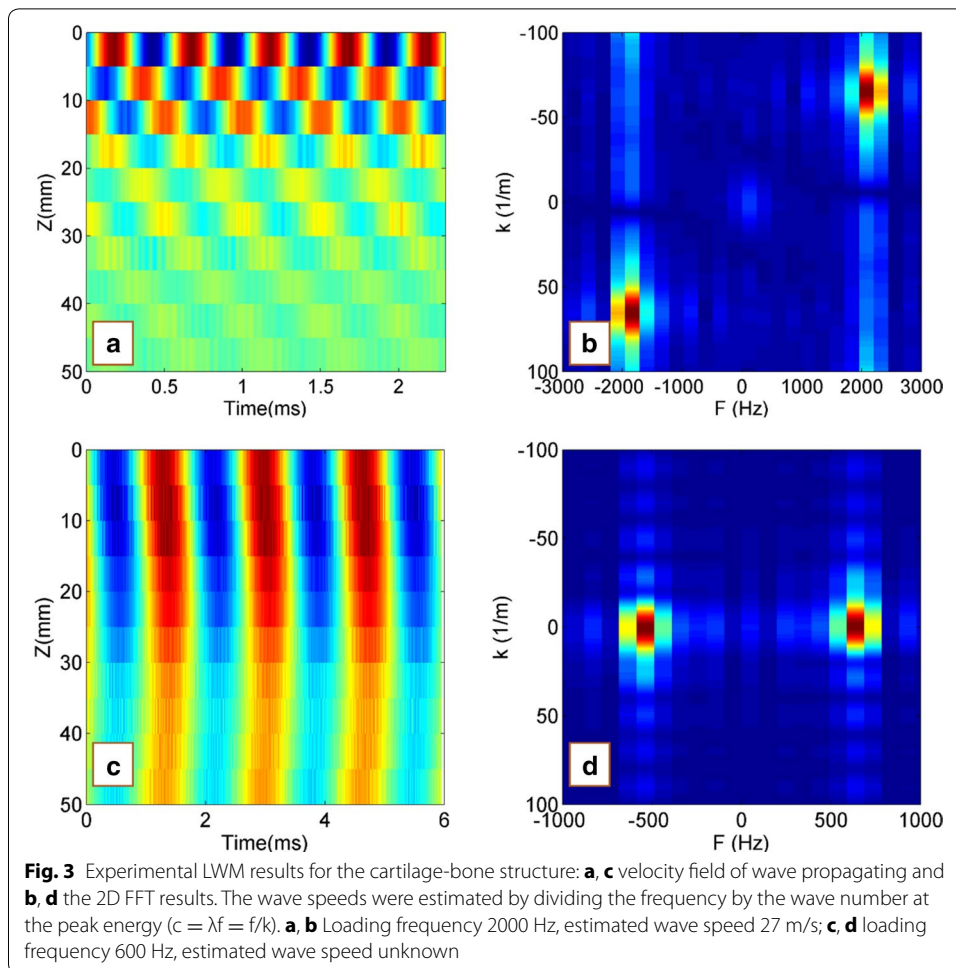 0
10
20
30
40
50
Z(mm)
0 0.5 1 1.5 2
Time(ms)
a
-100
-50
0
50
100
k (1/m)
-3000 -2000 -1000 0 1000 2000 3000
F (Hz)
b
0
10
20
30
40
50
Z(mm)
0 2 4 6
Time(ms)
c
-100
-50
0
50
100
k (1/m)
-1000 -500 0 500 1000
F (Hz)
d
Fig. 3 Experimental LWM results for the cartilage-bone structure: a, c velocity field of wave propagating and
b, d the 2D FFT results. The wave speeds were estimated by dividing the frequency by the wave number at
the peak energy (c = λf = f/k). a, b Loading frequency 2000 Hz, estimated wave speed 27 m/s; c, d loading
frequency 600 Hz, estimated wave speed unknown